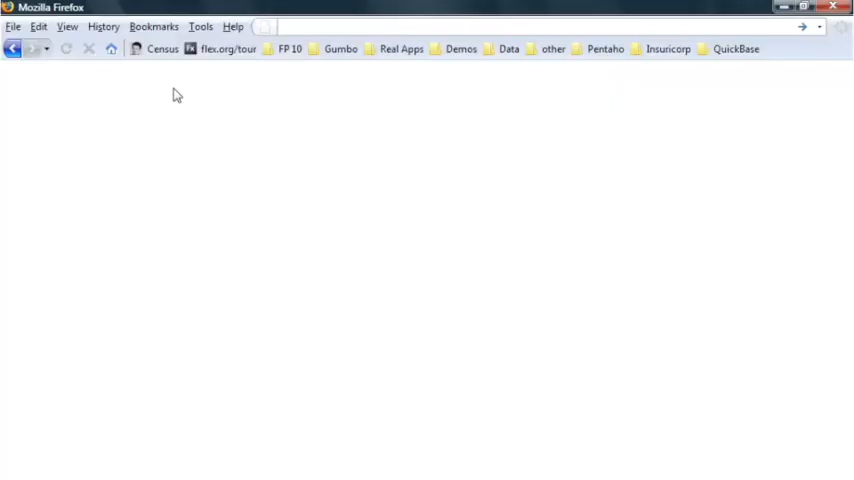 Mozilla Firefox
File Edit View History Bookmarks Tools Help
Census Fx flex.org/tour FP 10 Gumbo Real Apps Demos Data other Pentaho Insuricorp QuickBase